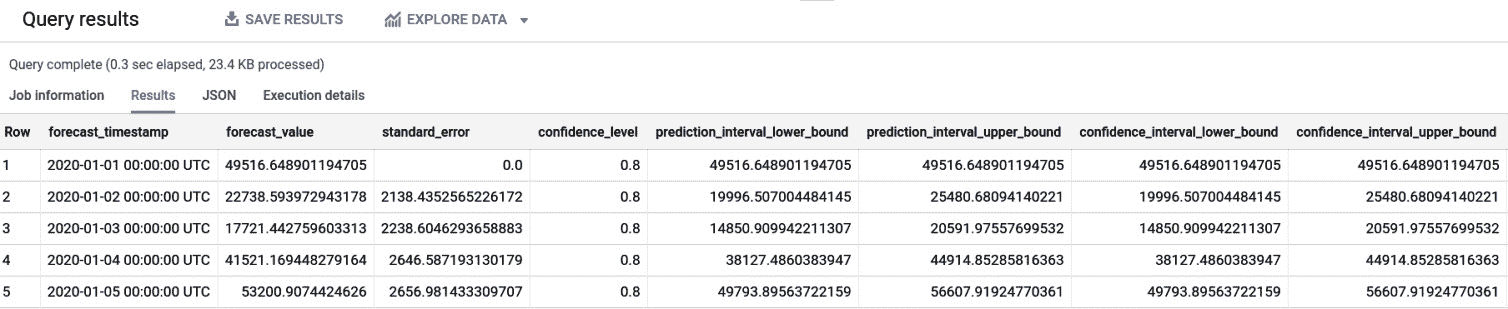 Query results SAVE RESULTS EXPLORE DATA
Query complete (0.3 sec elapsed, 23.4 KB processed)
Job information Results JSON Execution details
Row forecast_timestamp forecast_value standard_error confidence_level prediction_interval_lower_bound prediction_interval_upper_bound confidence_interval_lower_bound confidence_interval_upper_bound
1 2020-01-01 00:00:00 UTC 49516.648901194705 0.0 0.8 49516.648901194705 49516.648901194705 49516.648901194705 49516.648901194705
2 2020-01-02 00:00:00 UTC 22738.593972943178 2138.4352565226172 0.8 19996.507004484145 25480.68094140221 19996.507004484145 25480.68094140221
3 2020-01-03 00:00:00 UTC 17721.442759603313 2238.6046293658883 0.8 14850.909942211307 20591.97557699532 14850.909942211307 20591.97557699532
4 2020-01-04 00:00:00 UTC 41521.169448279164 2646.587193130179 0.8 38127.4860383947 44914.85285816363 38127.4860383947 44914.85285816363
5 2020-01-05 00:00:00 UTC 53200.9074424626 2656.981433309707 0.8 49793.89563722159 56607.91924770361 49793.89563722159 56607.91924770361